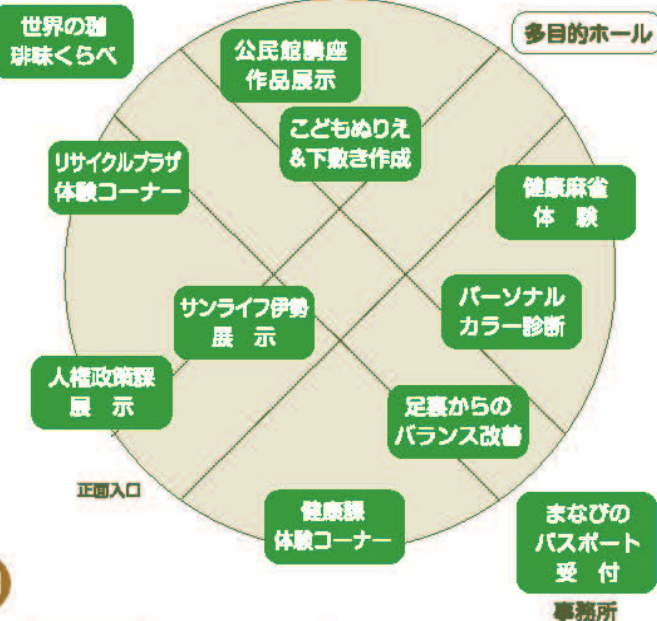 世界の珈
琲味くらべ
公民館講座
作品展示
多目的ホール
こどもぬりえ
&下敷き作成
リサイクルプラザ
体験コーナー
健康麻雀
体 験
サンライフ伊勢
展 示
パーソナル
カラー診断
人権政策課
展 示
足裏からの
バランス改善
正面入口
健康課
体験コーナー
まなびの
パスポート
受 付
事務所